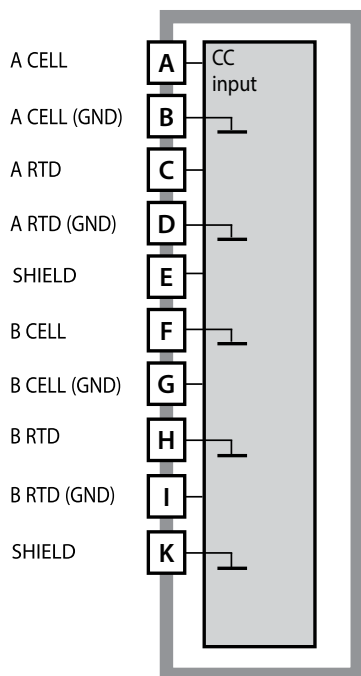 A CELL A CC
input
A CELL (GND) B
A RTD C
A RTD (GND) D
SHIELD E
B CELL F
B CELL (GND) G
B RTD H
B RTD (GND) I
SHIELD K